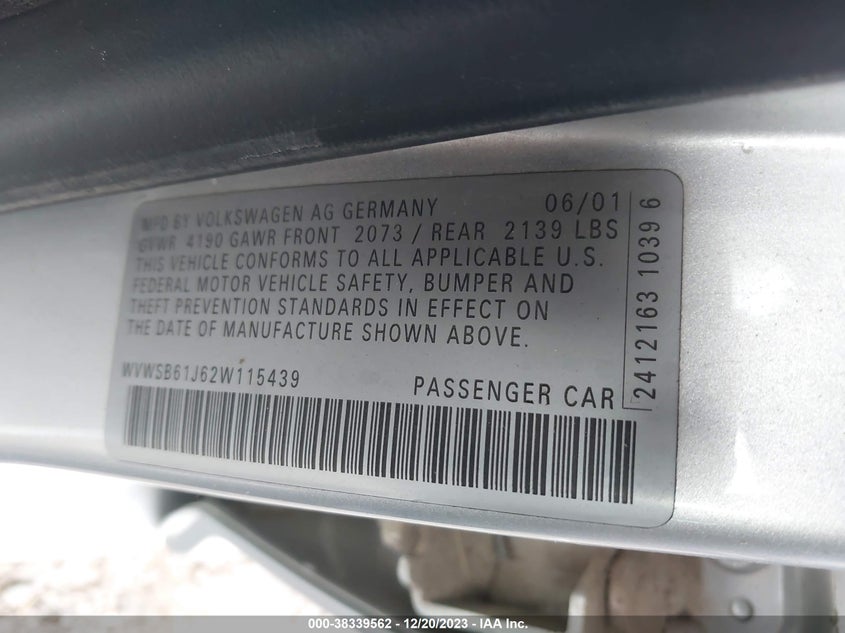 MFD BY VOLKSWAGEN AG GERMANY 06/01
GVWR 4190 GAWR FRONT 2073 / REAR 2139 LBS
THIS VEHICLE CONFORMS TO ALL APPLICABLE U.S.
FEDERAL MOTOR VEHICLE SAFETY, BUMPER AND
THEFT PREVENTION STANDARDS IN EFFECT ON
THE DATE OF MANUFACTURE SHOWN ABOVE.
WVWSB61J62W115439 PASSENGER CAR
2412163 1039 6
000-38339562 - 12/20/2023 - IAA Inc.